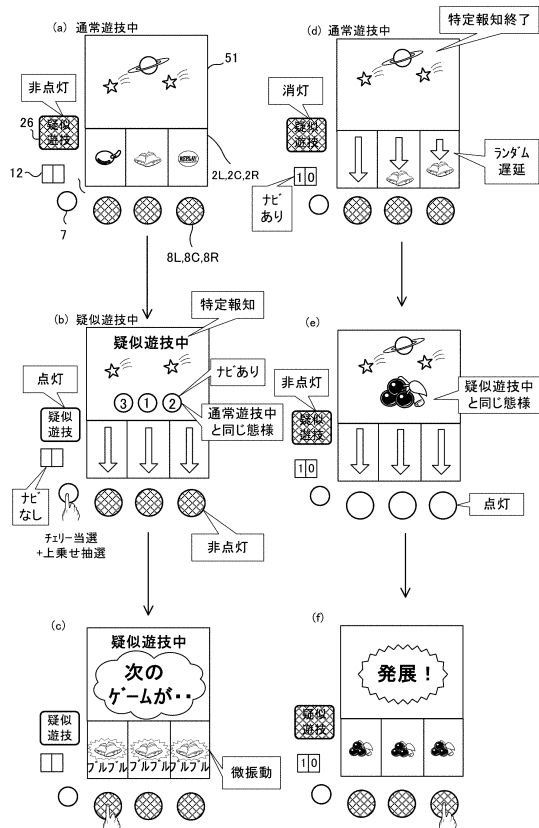 (a) 通常遊技中
51
非点灯
26
疑似
遊技
REPLAY
12
2L,2C,2R
7
8L,8C,8R
(b) 疑似遊技中
特定報知
疑似遊技中
ナビあり
点灯
疑似
遊技
3 1 2
通常遊技中
と同じ態様
ナビ
なし
チェリー当選
+上乗せ抽選
非点灯
(c)
疑似遊技中
次の
ゲームが・・
疑似
遊技
ブルブル ブルブル ブルブル
微振動
(d) 通常遊技中
特定報知終了
消灯
疑似
遊技
ランダム
遅延
10
ナビ
あり
(e)
非点灯
疑似
遊技
疑似遊技中
と同じ態様
10
点灯
(f)
発展!
疑似
遊技
10